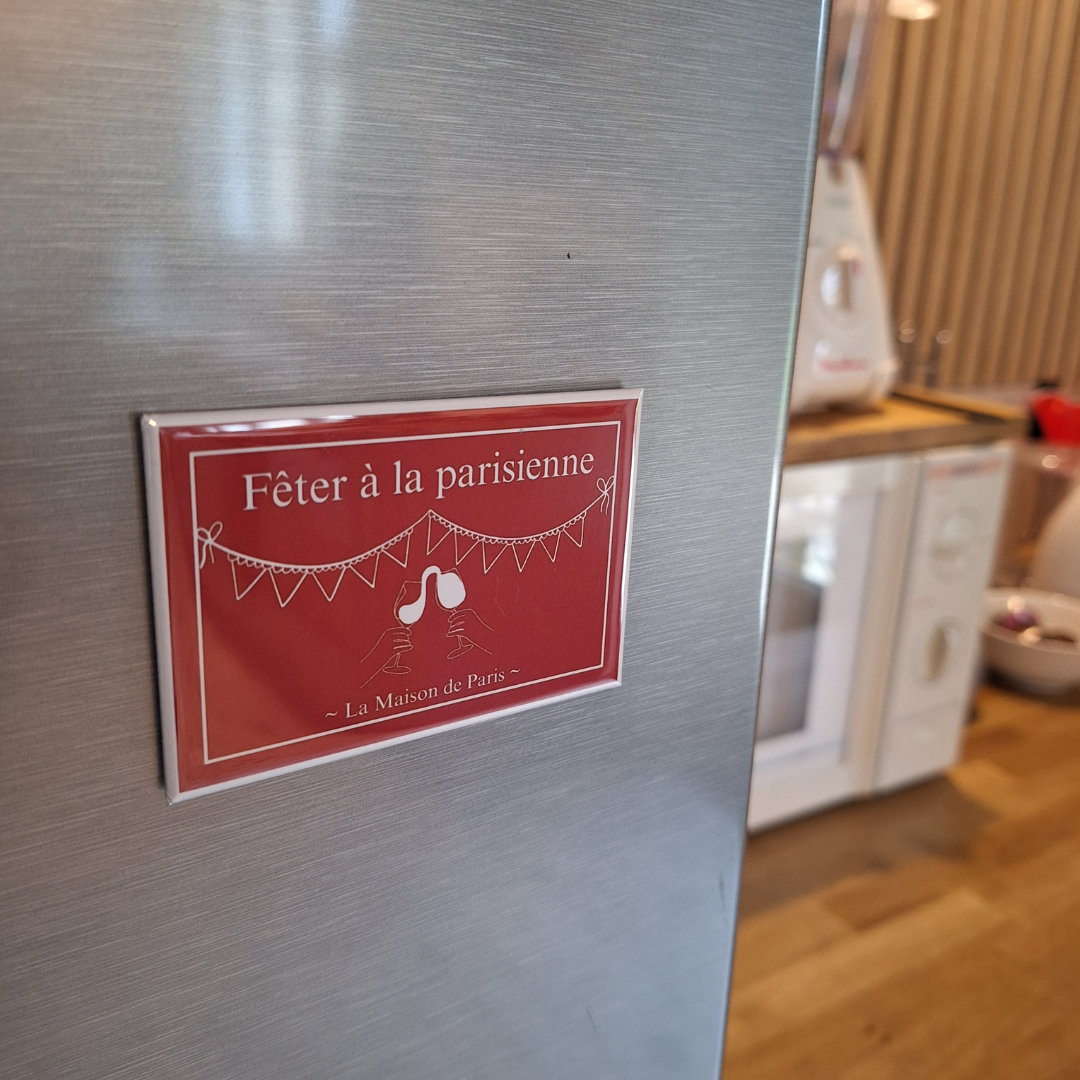 Fêter à la parisienne
~ La Maison de Paris ~